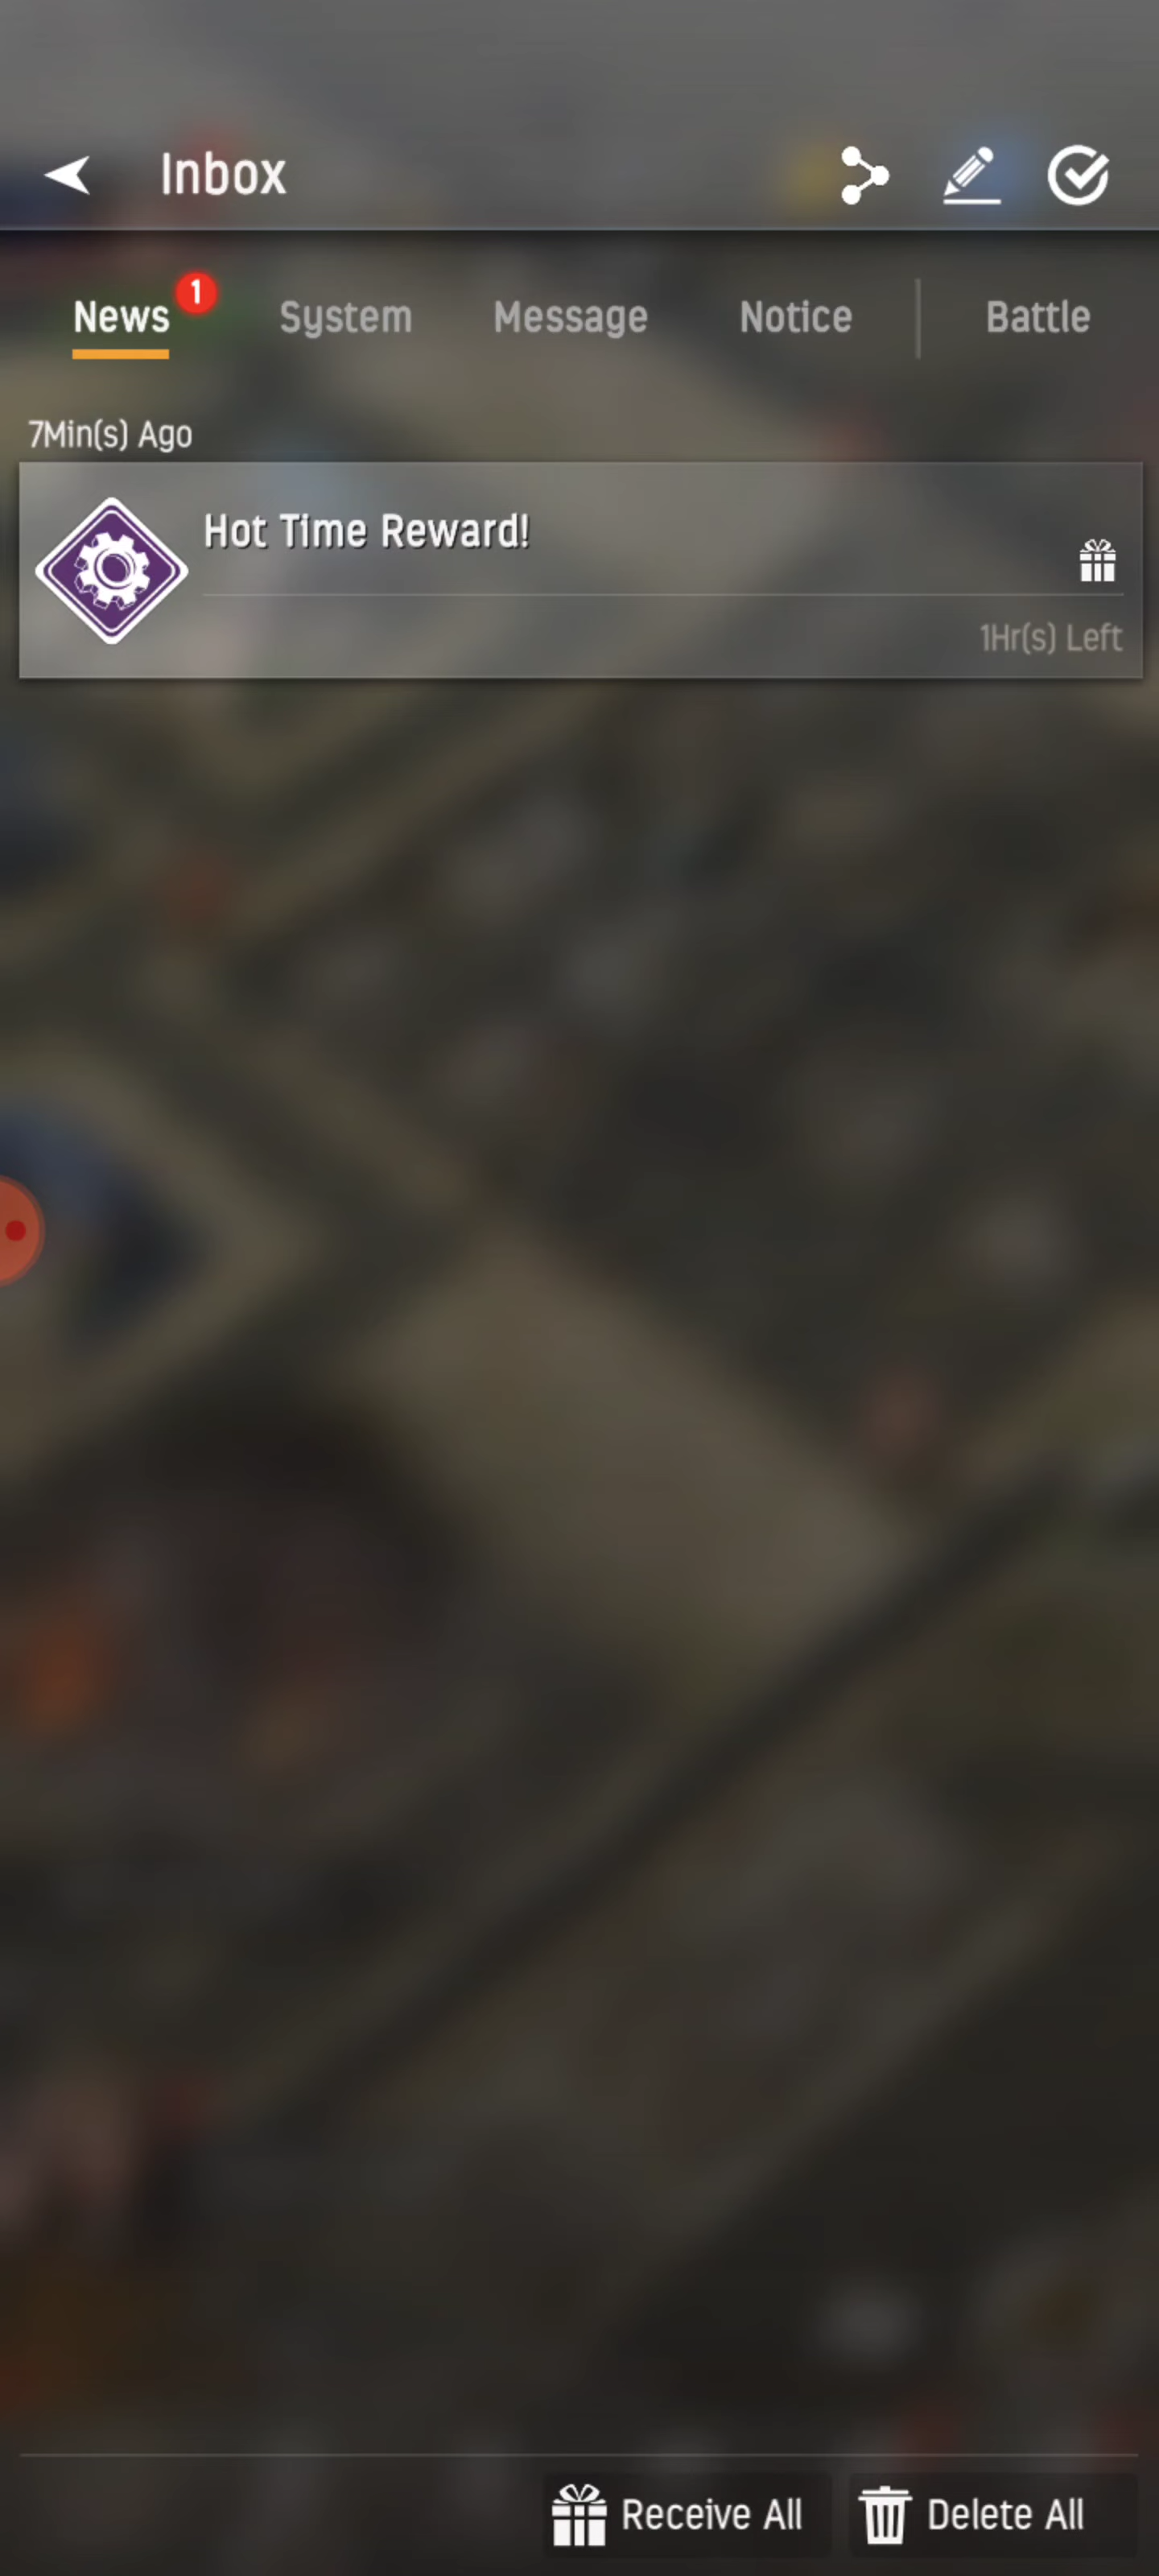 Inbox
News 1 System Message Notice Battle
7Min(s) Ago
Hot Time Reward!
1Hr(s) Left
Receive All Delete All